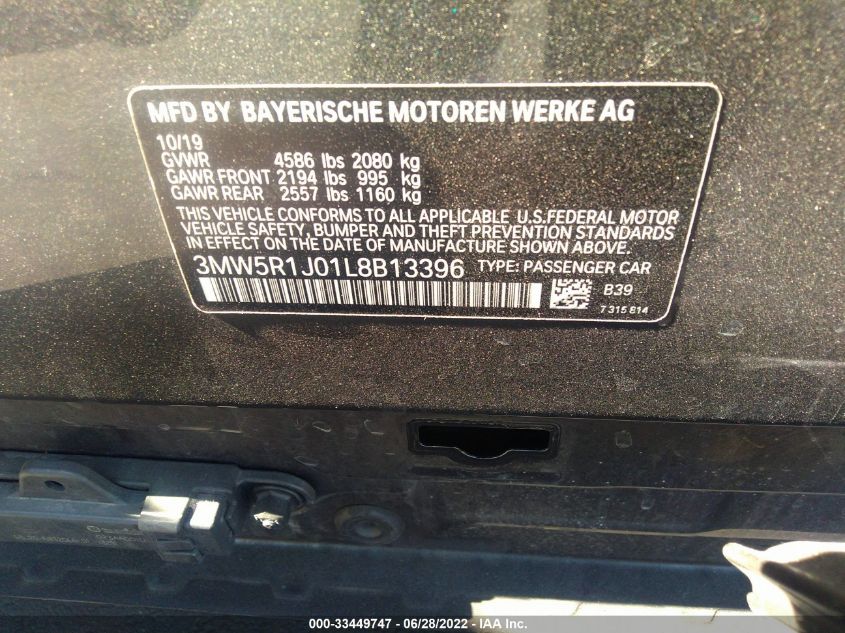 MFD BY BAYERISCHE MOTOREN WERKE AG
10/19
GVWR 4586 lbs 2080 kg
GAWR FRONT 2194 lbs 995 kg
GAWR REAR 2557 lbs 1160 kg
THIS VEHICLE CONFORMS TO ALL APPLICABLE U.S.FEDERAL MOTOR
VEHICLE SAFETY, BUMPER AND THEFT PREVENTION STANDARDS
IN EFFECT ON THE DATE OF MANUFACTURE SHOWN ABOVE.
3MW5R1J01L8B13396 TYPE: PASSENGER CAR
B39
7 315 814
000-33449747 - 06/28/2022 - IAA Inc.